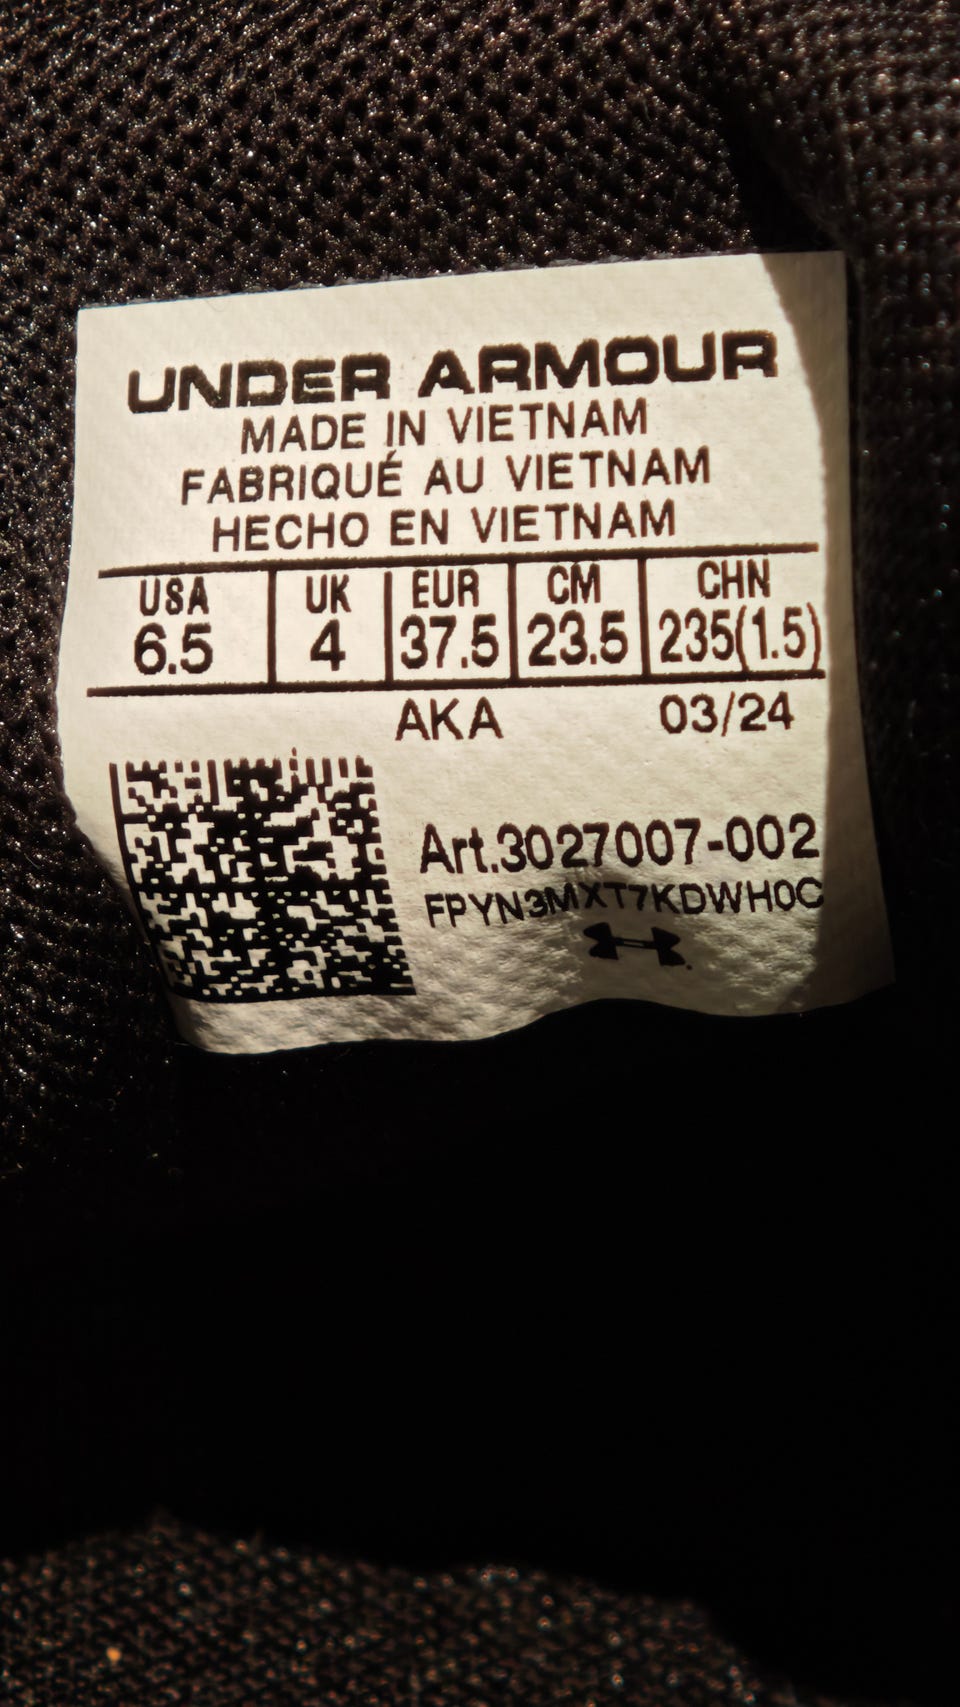 UNDER ARMOUR
MADE IN VIETNAM
FABRIQUÉ AU VIETNAM
HECHO EN VIETNAM
USA UK EUR CM CHN
6.5 4 37.5 23.5 235(1.5)
AKA 03/24
Art.3027007-002
FPYN3MXT7KDWH0C